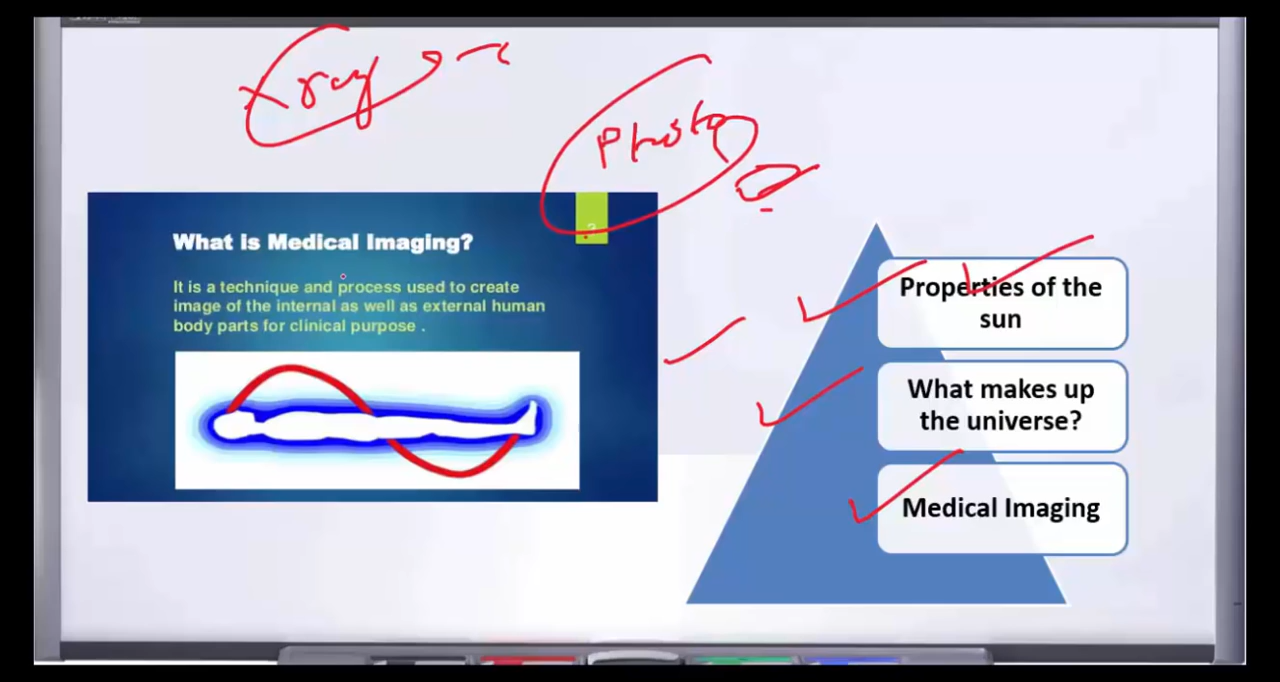 X ray
Photo
What is Medical Imaging?
It is a technique and process used to create
image of the internal as well as external human
body parts for clinical purpose .
Properties of the
sun
What makes up
the universe?
Medical Imaging